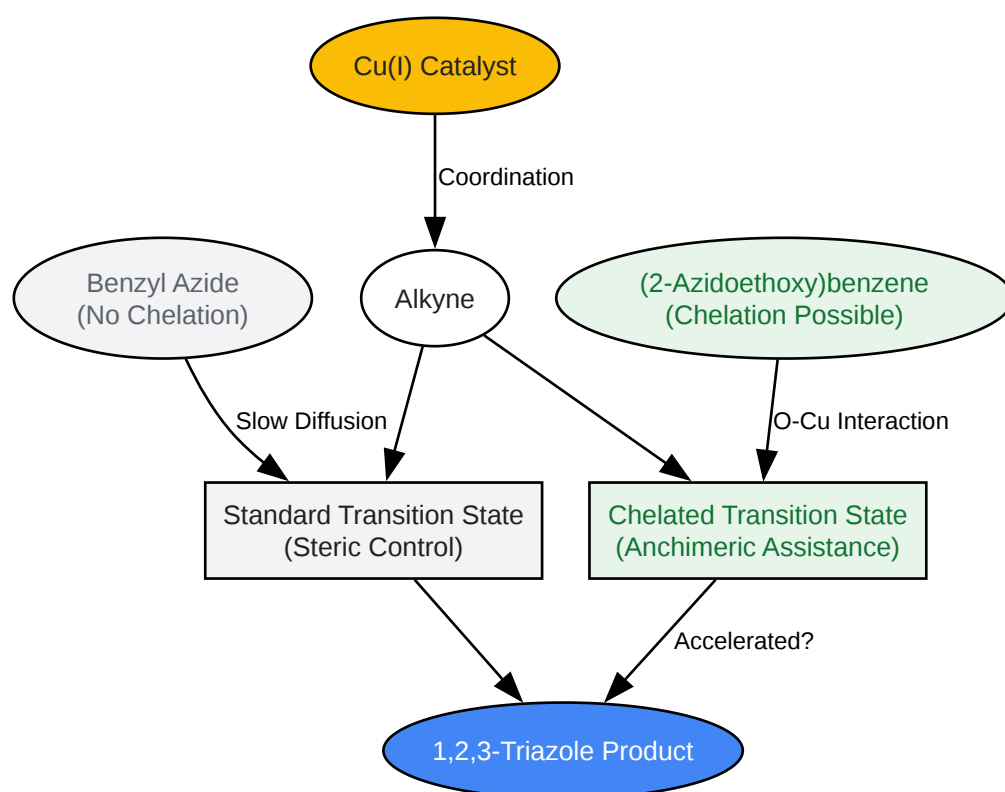 Cu(I) Catalyst
Coordination
Benzyl Azide
(No Chelation)
Alkyne
(2-Azidoethoxy)benzene
(Chelation Possible)
Slow Diffusion
O-Cu Interaction
Standard Transition State
(Steric Control)
Chelated Transition State
(Anchimeric Assistance)
Accelerated?
1,2,3-Triazole Product